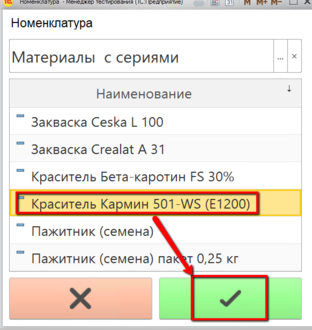 Номенклатура - Менеджер тестирования (1С:Предприятие)
M M+ M-
Номенклатура
Материалы с сериями ... ×
Наименование ↓
Закваска Ceska L 100
Закваска Crealat A 31
Краситель Бета-каротин FS 30%
Краситель Кармин 501-WS (E1200)
Пажитник (семена)
Пажитник (семена) пакет 0,25 кг